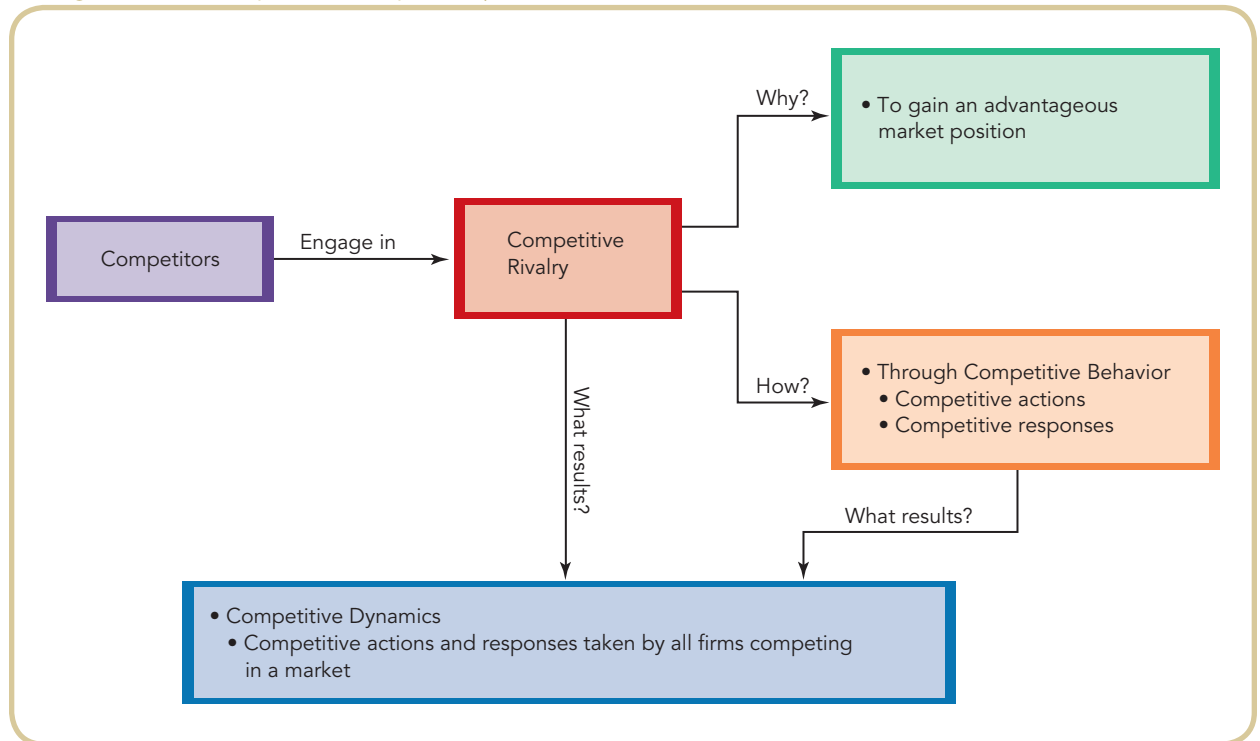 Why?
• To gain an advantageous
market position
Competitors
Engage in
Competitive
Rivalry
How?
• Through Competitive Behavior
• Competitive actions
• Competitive responses
What results?
What results?
• Competitive Dynamics
• Competitive actions and responses taken by all firms competing
in a market